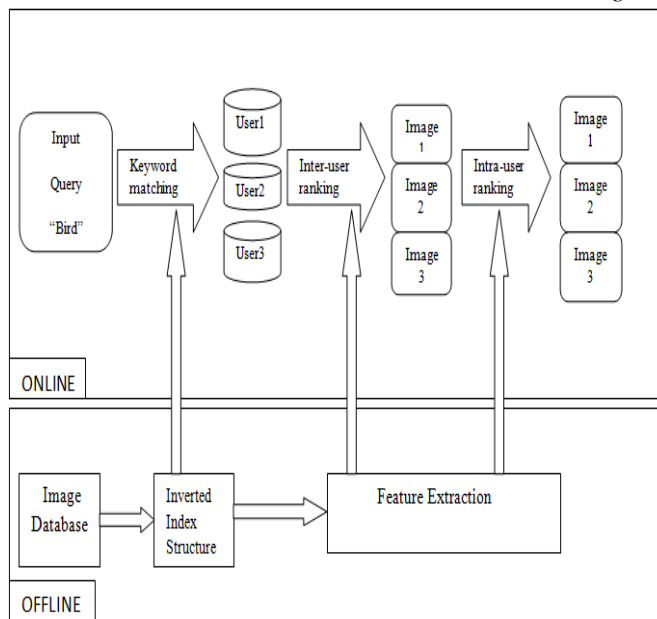 Input
Query
“Bird”
Keyword
matching
User1
User2
User3
Inter-user
ranking
Image
1
Image
2
Image
3
Intra-user
ranking
Image
1
Image
2
Image
3
ONLINE
Image
Database
Inverted
Index
Structure
Feature Extraction
OFFLINE